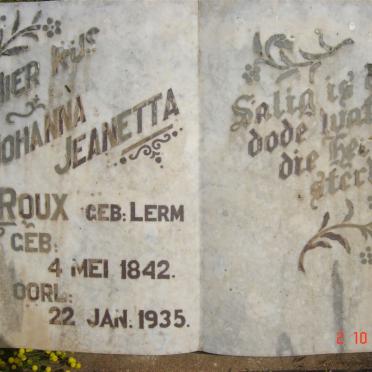 HIER RUS
JOHANNA
JEANETTA
ROUX GEB: LERM
GEB:
4 MEI 1842.
OORL:
22 JAN. 1935.
Salig is
dode
die
2 10